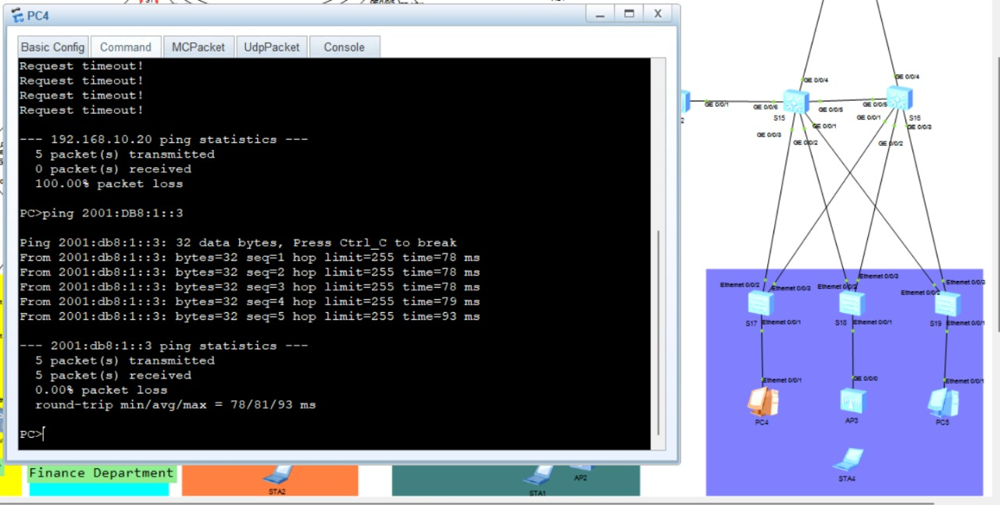 PC4
Basic Config
Command
MCPacket
UdpPacket
Console
Request timeout!
Request timeout!
Request timeout!
Request timeout!
--- 192.168.10.20 ping statistics ---
5 packet(s) transmitted
0 packet(s) received
100.00% packet loss
PC>ping 2001:DB8:1::3
Ping 2001:db8:1::3: 32 data bytes, Press Ctrl_C to break
From 2001:db8:1::3: bytes=32 seq=1 hop limit=255 time=78 ms
From 2001:db8:1::3: bytes=32 seq=2 hop limit=255 time=78 ms
From 2001:db8:1::3: bytes=32 seq=3 hop limit=255 time=78 ms
From 2001:db8:1::3: bytes=32 seq=4 hop limit=255 time=79 ms
From 2001:db8:1::3: bytes=32 seq=5 hop limit=255 time=93 ms
--- 2001:db8:1::3 ping statistics ---
5 packet(s) transmitted
5 packet(s) received
0.00% packet loss
round-trip min/avg/max = 78/81/93 ms
PC>
GE 0/0/4
GE 0/0/4
GE 0/0/1
GE 0/0/6
GE 0/0/5
GE 0/0/5
S15
S16
GE 0/0/1
GE 0/0/1
GE 0/0/3
GE 0/0/3
GE 0/0/2
GE 0/0/2
Ethernet 0/0/2
Ethernet 0/0/3
Ethernet 0/0/2
Ethernet 0/0/3
Ethernet 0/0/2
Ethernet 0/0/3
S17
Ethernet 0/0/1
S18
Ethernet 0/0/1
S19
Ethernet 0/0/1
Ethernet 0/0/1
GE 0/0/0
Ethernet 0/0/1
PC4
AP3
PC5
STA4
Finance Department
STA2
STA1
AP2